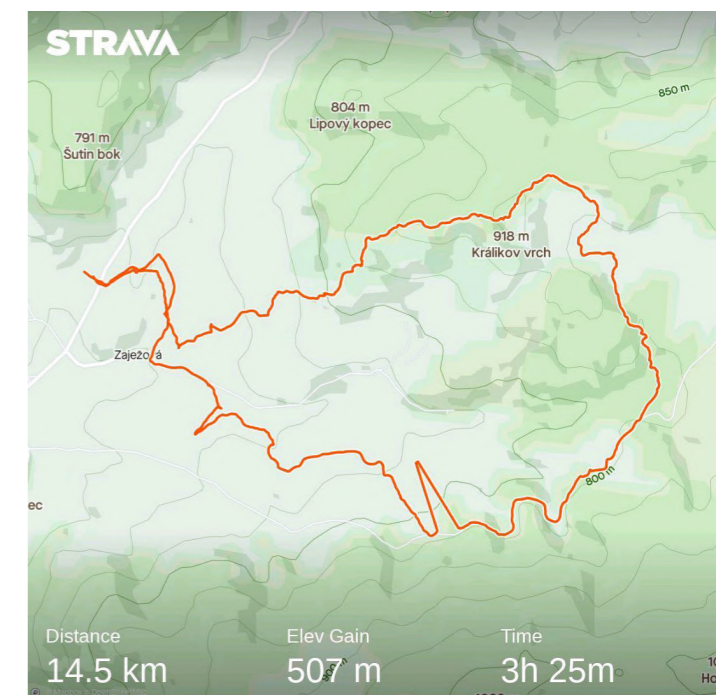 STRAVA
850 m
804 m
Lipový kopec
791 m
Šutin bok
918 m
Králikov vrch
Zaježová
800 m
ec
Distance
Elev Gain
Time
14.5 km
507 m
3h 25m